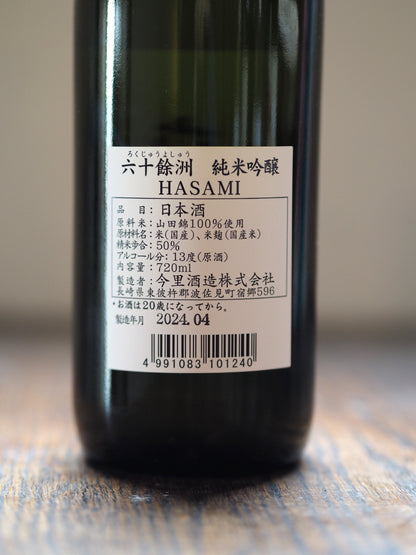 ろくじゅうよしゅう
六十餘洲 純米吟醸
HASAMI
品目:日本酒
原料米:山田錦100%使用
原材料名:米(国産)、米麹(国産米)
精米歩合:50%
アルコール分:13度(原酒)
内容量:720ml
製造者:今里酒造株式会社
長崎県東彼杵郡波佐見町宿郷596
*お酒は20歳になってから。
製造年月 2024.04
4 991083 101240